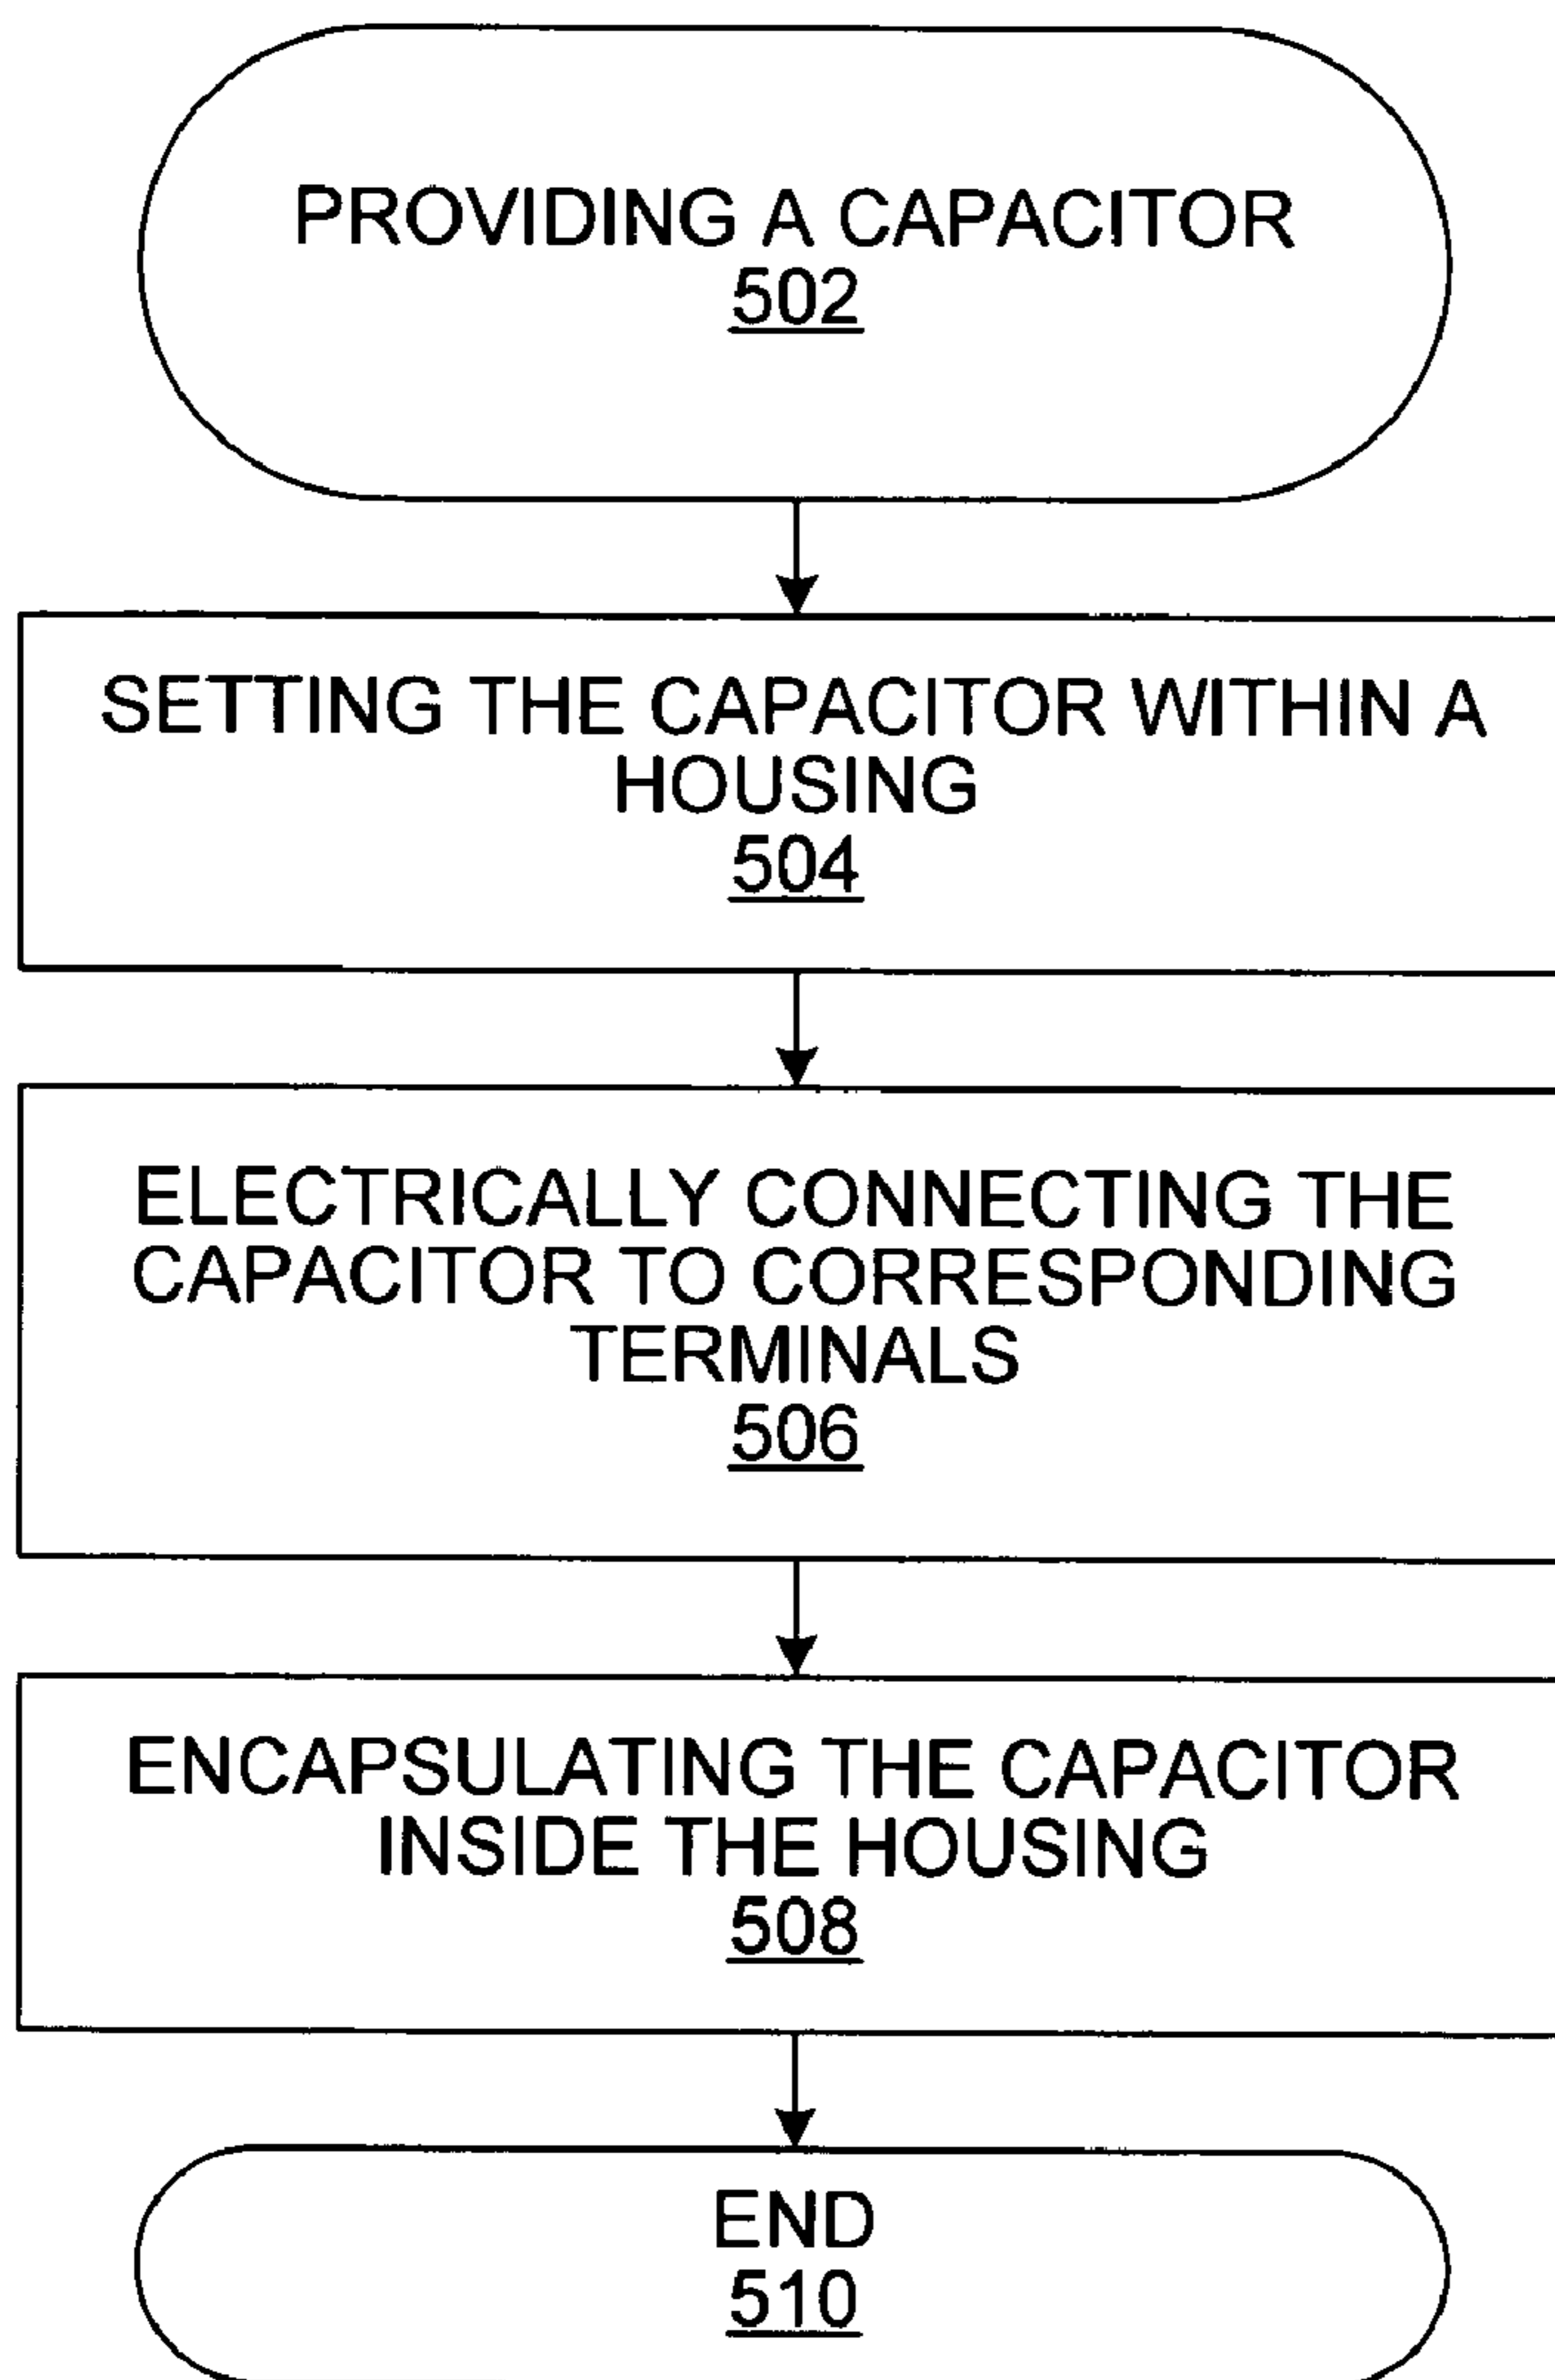 PROVIDING A CAPACITOR
502
SETTING THE CAPACITOR WITHIN A
HOUSING
504
ELECTRICALLY CONNECTING THE
CAPACITOR TO CORRESPONDING
TERMINALS
506
ENCAPSULATING THE CAPACITOR
INSIDE THE HOUSING
508
END
510